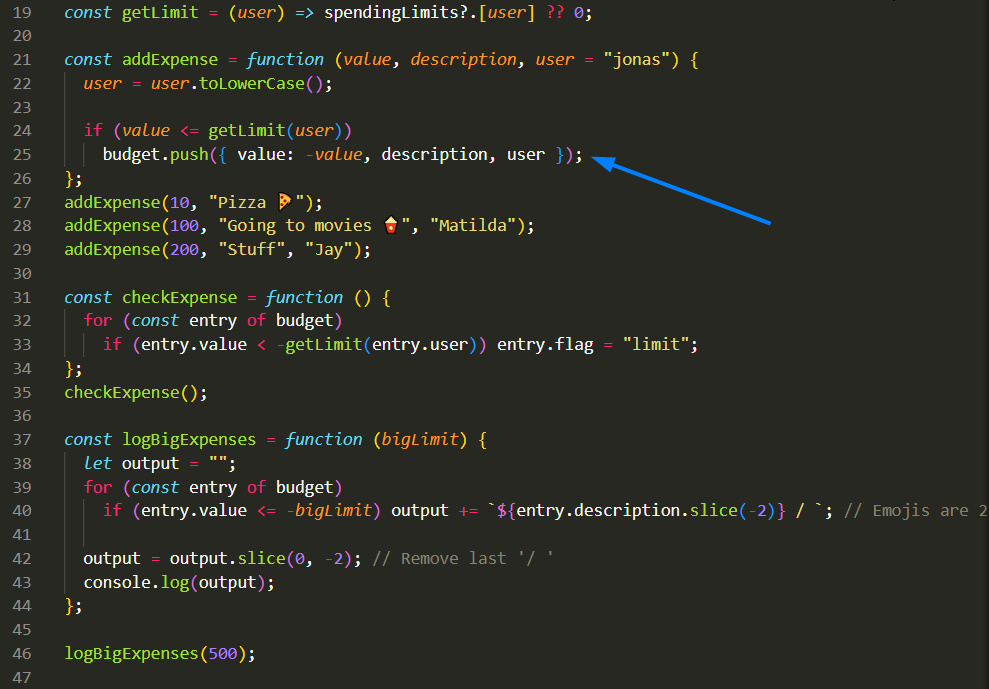 19 const getLimit = (user) => spendingLimits?.[user] ?? 0;
20
21 const addExpense = function (value, description, user = "jonas") {
22   user = user.toLowerCase();
23
24   if (value <= getLimit(user))
25     budget.push({ value: -value, description, user });
26 };
27 addExpense(10, "Pizza 🍕");
28 addExpense(100, "Going to movies 🍿", "Matilda");
29 addExpense(200, "Stuff", "Jay");
30
31 const checkExpense = function () {
32   for (const entry of budget)
33     if (entry.value < -getLimit(entry.user)) entry.flag = "limit";
34 };
35 checkExpense();
36
37 const logBigExpenses = function (bigLimit) {
38   let output = "";
39   for (const entry of budget)
40     if (entry.value <= -bigLimit) output += `${entry.description.slice(-2)} / `; // Emojis are 2
41
42   output = output.slice(0, -2); // Remove last '/ '
43   console.log(output);
44 };
45
46 logBigExpenses(500);
47